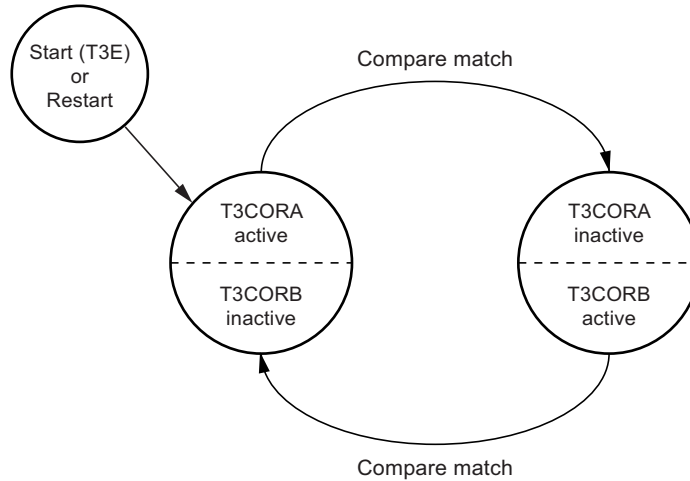 Start (T3E)
or
Restart
Compare match
T3CORA
active
T3CORB
inactive
T3CORA
inactive
T3CORB
active
Compare match